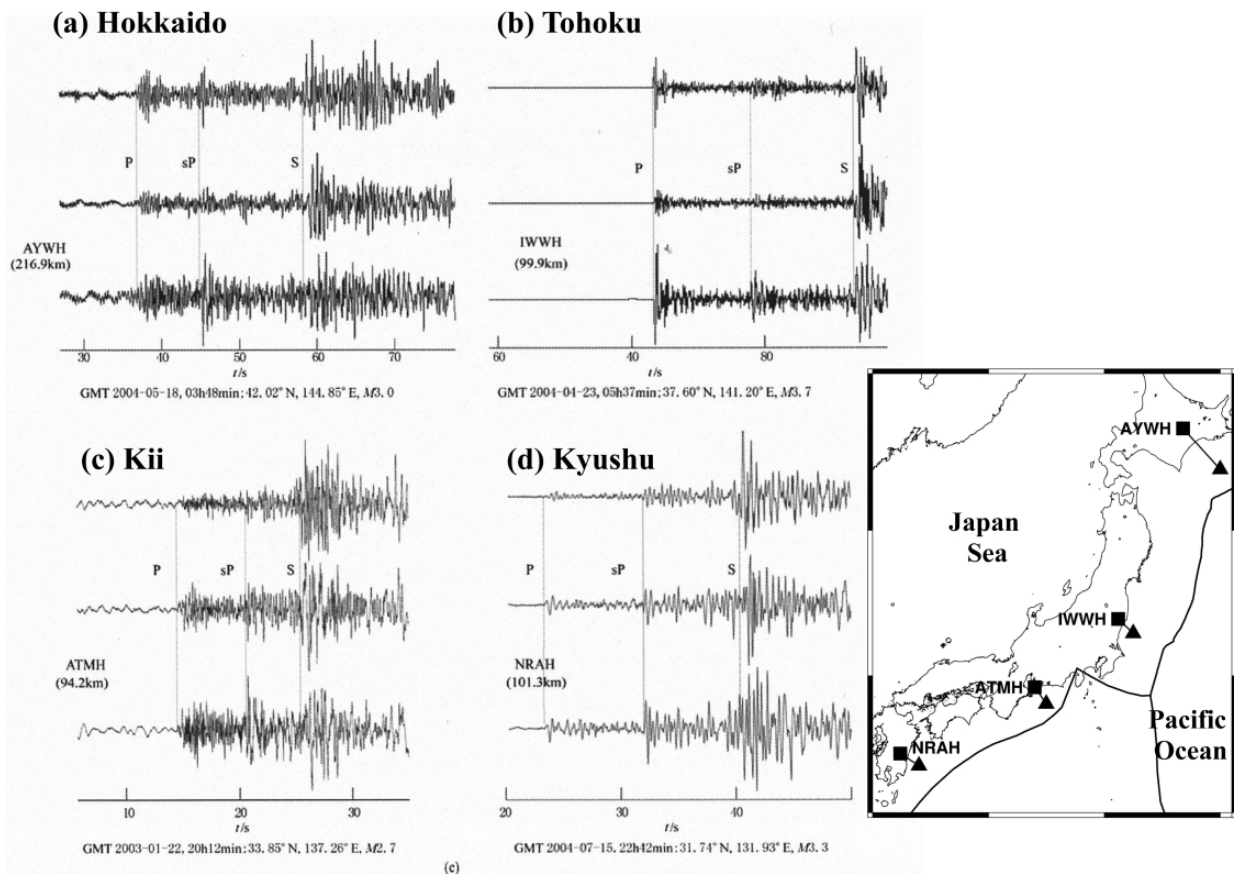 (a) Hokkaido
P
sP
S
AYWH
(216.9km)
30
40
50
60
70
t/s
GMT 2004-05-18, 03h48min; 42.02° N, 144.85° E, M3.0
(b) Tohoku
P
sP
S
IWWH
(99.9km)
60
40
80
t/s
GMT 2004-04-23, 05h37min; 37.60° N, 141.20° E, M3.7
(c) Kii
P
sP
S
ATMH
(94.2km)
10
20
30
t/s
GMT 2003-01-22, 20h12min; 33.85° N, 137.26° E, M2.7
(d) Kyushu
P
sP
S
NRAH
(101.3km)
20
30
40
t/s
GMT 2004-07-15, 22h42min; 31.74° N, 131.93° E, M3.3
(c)
AYWH
Japan
Sea
IWWH
ATMH
NRAH
Pacific
Ocean